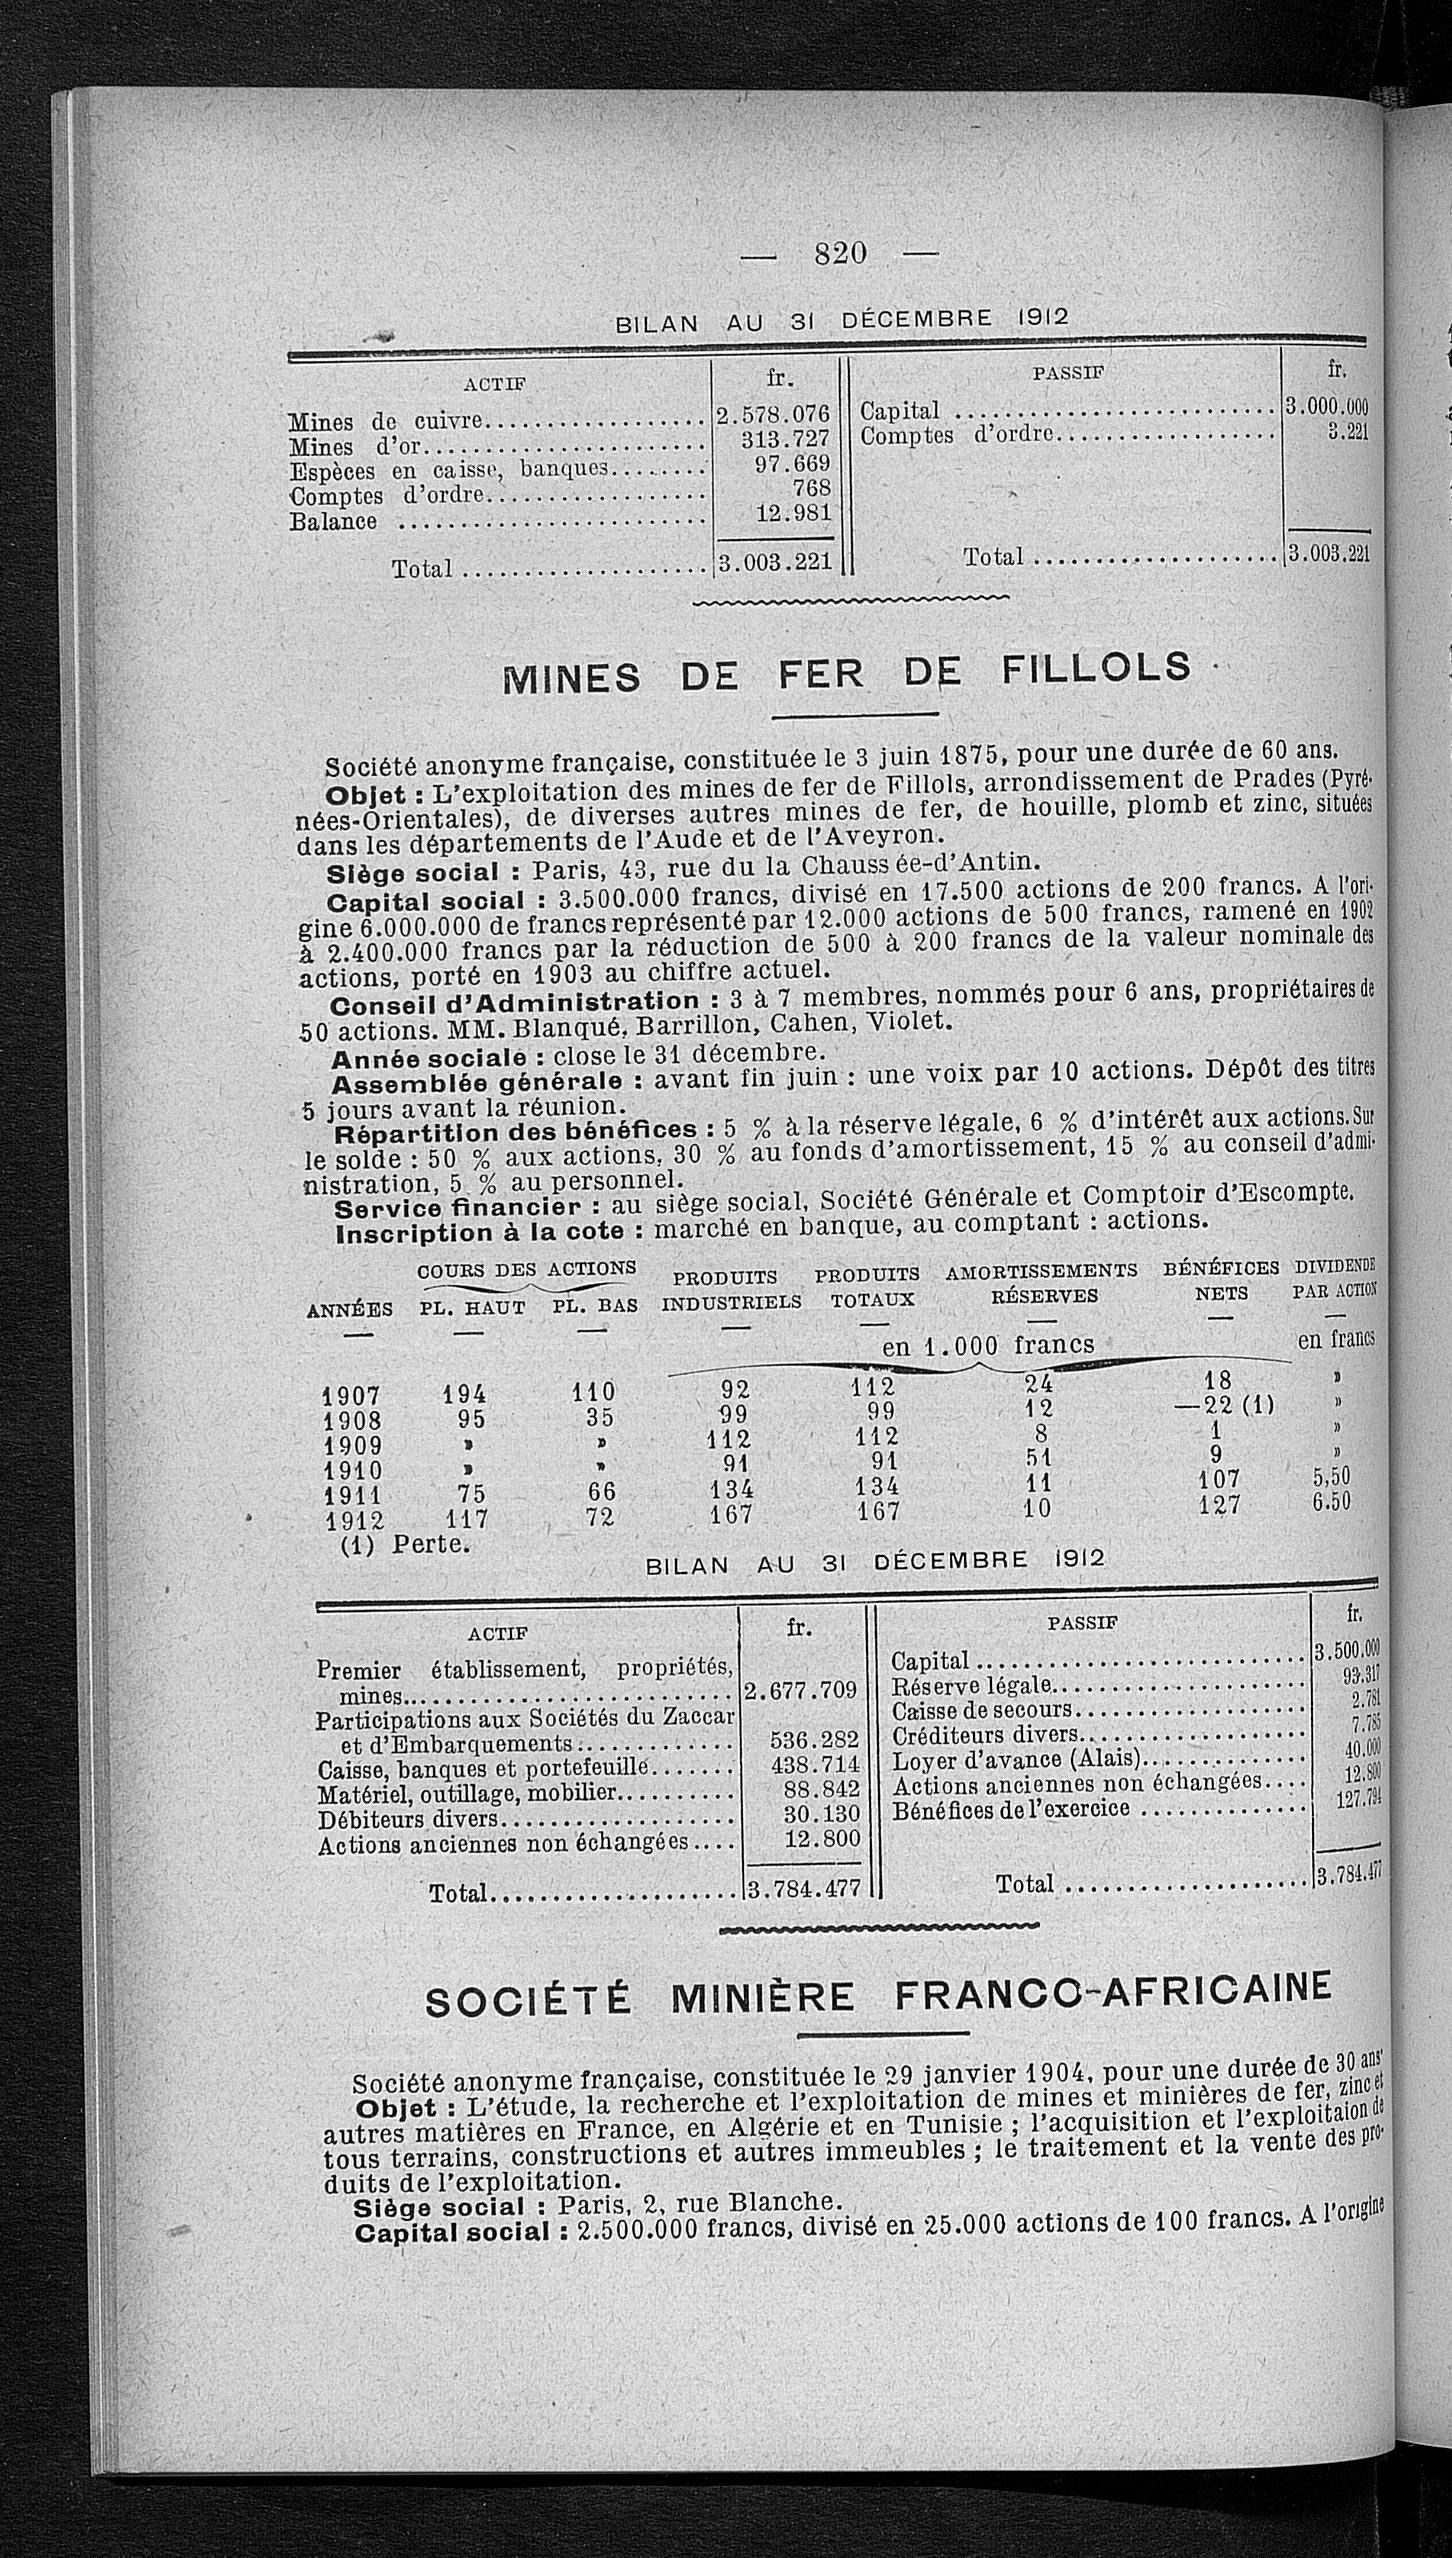 — 820 —
BILAN AU 31 DÉCEMBRE 1912
ACTIF fr. PASSIF fr.
Mines de cuivre.................. 2.578.076 Capital .......................... 3.000.000
Mines d'or....................... 313.727 Comptes d'ordre.................. 3.221
Espèces en caisse, banques........ 97.669
Comptes d'ordre.................. 768
Balance ......................... 12.981
Total .................... 3.003.221 Total .................... 3.003.221
MINES DE FER DE FILLOLS
Société anonyme française, constituée le 3 juin 1875, pour une durée de 60 ans.
Objet : L'exploitation des mines de fer de Fillols, arrondissement de Prades (Pyré-
nées-Orientales), de diverses autres mines de fer, de houille, plomb et zinc, situées
dans les départements de l'Aude et de l'Aveyron.
Siège social : Paris, 43, rue du la Chaussée-d'Antin.
Capital social : 3.500.000 francs, divisé en 17.500 actions de 200 francs. A l'ori-
gine 6.000.000 de francs représenté par 12.000 actions de 500 francs, ramené en 1902
à 2.400.000 francs par la réduction de 500 à 200 francs de la valeur nominale des
actions, porté en 1903 au chiffre actuel.
Conseil d'Administration : 3 à 7 membres, nommés pour 6 ans, propriétaires de
50 actions. MM. Blanqué, Barrillon, Cahen, Violet.
Année sociale : close le 31 décembre.
Assemblée générale : avant fin juin : une voix par 10 actions. Dépôt des titres
5 jours avant la réunion.
Répartition des bénéfices : 5 % à la réserve légale, 6 % d'intérêt aux actions. Sur
le solde : 50 % aux actions, 30 % au fonds d'amortissement, 15 % au conseil d'admi-
nistration, 5 % au personnel.
Service financier : au siège social, Société Générale et Comptoir d'Escompte.
Inscription à la cote : marché en banque, au comptant : actions.
COURS DES ACTIONS PRODUITS PRODUITS AMORTISSEMENTS BÉNÉFICES DIVIDENDE
ANNÉES PL. HAUT PL. BAS INDUSTRIELS TOTAUX RÉSERVES NETS PAR ACTION
en 1.000 francs en francs
1907 194 110 92 112 24 18 »
1908 95 35 99 99 12 —22 (1) »
1909 » » 112 112 8 1 »
1910 » » 91 91 51 9 »
1911 75 66 134 134 11 107 5,50
1912 117 72 167 167 10 127 6.50
(1) Perte.
BILAN AU 31 DÉCEMBRE 1912
ACTIF fr. PASSIF fr.
Premier établissement, propriétés, Capital ........................... 3.500.000
mines........................... 2.677.709 Réserve légale..................... 93.317
Participations aux Sociétés du Zaccar Caisse de secours................... 2.781
et d'Embarquements............. 536.282 Créditeurs divers.................. 7.785
Caisse, banques et portefeuille....... 438.714 Loyer d'avance (Alais)............. 40.000
Matériel, outillage, mobilier.......... 88.842 Actions anciennes non échangées.... 12.800
Débiteurs divers................... 30.130 Bénéfices de l'exercice .............. 127.794
Actions anciennes non échangées.... 12.800
Total.................... 3.784.477 Total .................... 3.784.477
SOCIÉTÉ MINIÈRE FRANCO-AFRICAINE
Société anonyme française, constituée le 29 janvier 1904, pour une durée de 30 ans.
Objet : L'étude, la recherche et l'exploitation de mines et minières de fer, zinc et
autres matières en France, en Algérie et en Tunisie ; l'acquisition et l'exploitaion de
tous terrains, constructions et autres immeubles ; le traitement et la vente des pro-
duits de l'exploitation.
Siège social : Paris, 2, rue Blanche.
Capital social : 2.500.000 francs, divisé en 25.000 actions de 100 francs. A l'origine